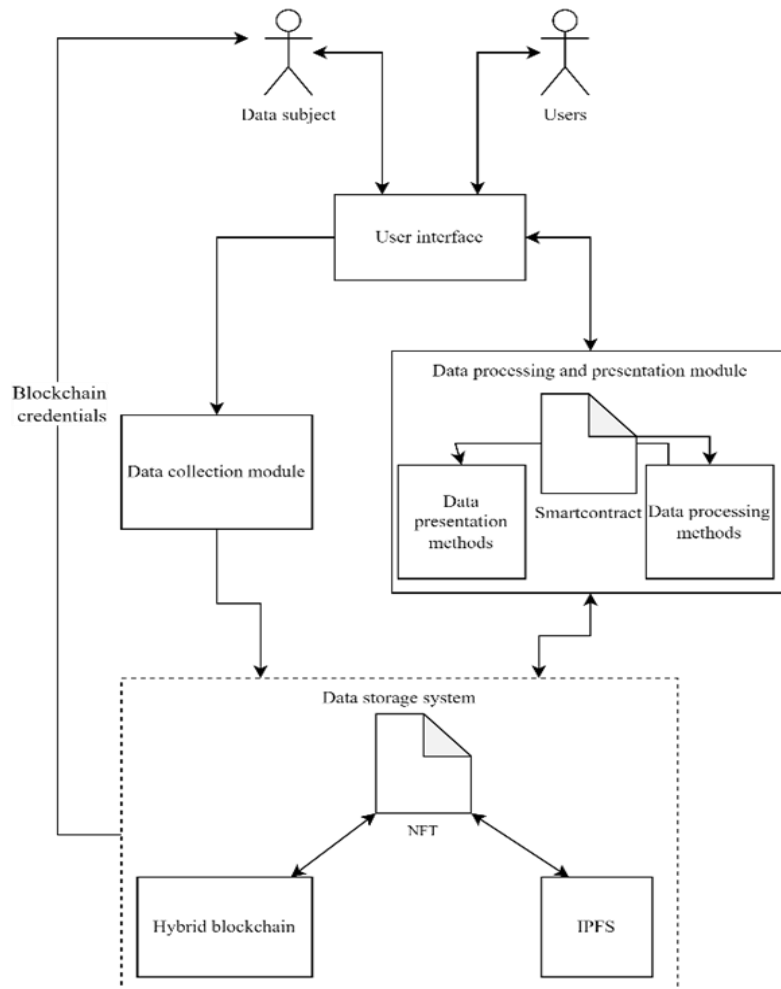 Data subject
Users
User interface
Data processing and presentation module
Blockchain
credentials
Data collection module
Data
presentation
methods
Smartcontract
Data processing
methods
Data storage system
NFT
Hybrid blockchain
IPFS